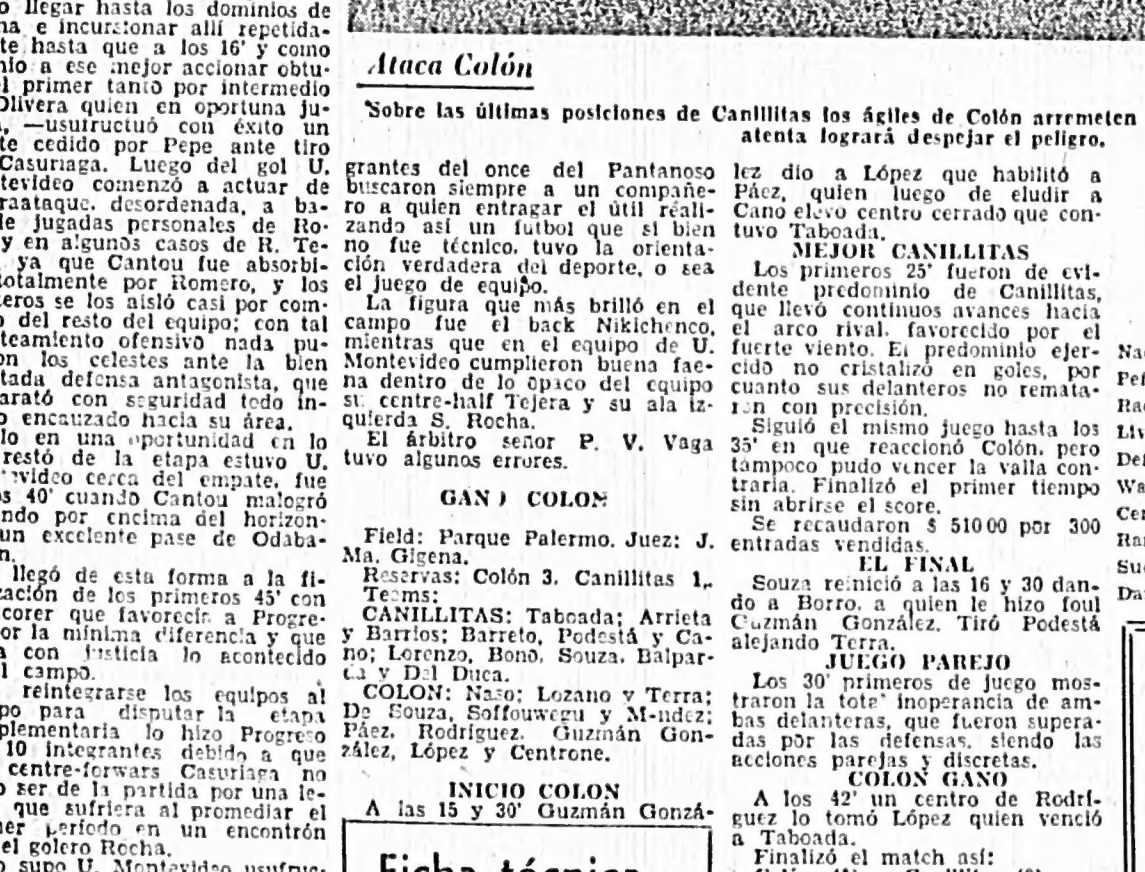 o llegar hasta los dominios de
na e incursionar allí repetida-
te hasta que a los 16' y como
nio a ese mejor accionar obtu-
l primer tanto por intermedio
Olivera quien en oportuna ju-
, —usufructuó con éxito un
te cedido por Pepe ante tiro
Casuriaga. Luego del gol U.
tevideo comenzó a actuar de
raataque. desordenada, a ba-
de jugadas personales de Ro-
y en algunos casos de R. Te-
ya que Cantou fue absorbi-
totalmente por Romero, y los
teros se los aisló casi por com-
o del resto del equipo; con tal
teamiento ofensivo nada pu-
on los celestes ante la bien
tada defensa antagonista, que
arató con seguridad todo in-
o encauzado hacia su área.
lo en una oportunidad en lo
restó de la etapa estuvo U.
tevideo cerca del empate, fue
os 40' cuando Cantou malogró
ando por encima del horizon-
un excelente pase de Odaba-
n.
llegó de esta forma a la fi-
zación de los primeros 45' con
corer que favorecía a Progre-
or la mínima diferencia y que
a con justicia lo acontecido
l campo.
reintegrarse los equipos al
po para disputar la etapa
plementaria lo hizo Progreso
10 integrantes debido a que
centre-forwars Casuriaga no
o ser de la partida por una le-
que sufriera al promediar el
mer período en un encontrón
el golero Rocha.
o supo U. Montevideo usufruc-
Ataca Colón
Sobre las últimas posiciones de Canillitas los ágiles de Colón arremeten
atenta logrará despejar el peligro.
grantes del once del Pantanoso
buscaron siempre a un compañe-
ro a quien entragar el útil reali-
zando así un futbol que si bien
no fue técnico, tuvo la orienta-
ción verdadera del deporte, o sea
el juego de equipo.
La figura que más brilló en el
campo fue el back Nikichenco,
mientras que en el equipo de U.
Montevideo cumplieron buena fae-
na dentro de lo opaco del equipo
su centre-half Tejera y su ala iz-
quierda S. Rocha.
El árbitro señor P. V. Vaga
tuvo algunos errores.
GANO COLON
Field: Parque Palermo. Juez: J.
Ma. Gigena.
Reservas: Colón 3. Canillitas 1.
Teams:
CANILLITAS: Taboada; Arrieta
y Barrios; Barreto, Podestá y Ca-
no; Lorenzo, Bono, Souza. Balpar-
da y Del Duca.
COLON: Naso; Lozano y Terra;
De Souza, Soffouwegu y Mendez;
Páez, Rodríguez. Guzmán Gon-
zález, López y Centrone.
INICIO COLON
A las 15 y 30' Guzmán Gonzá-
Ficha técnica
lez dio a López que habilitó a
Páez, quien luego de eludir a
Cano elevo centro cerrado que con-
tuvo Taboada.
MEJOR CANILLITAS
Los primeros 25' fueron de evi-
dente predominio de Canillitas,
que llevó continuos avances hacia
el arco rival. favorecido por el
fuerte viento. El predominio ejer-
cido no cristalizó en goles, por
cuanto sus delanteros no remata-
ron con precisión.
Siguió el mismo juego hasta los
35' en que reaccionó Colón, pero
tampoco pudo vencer la valla con-
traria. Finalizó el primer tiempo
sin abrirse el score.
Se recaudaron $ 510 00 por 300
entradas vendidas.
EL FINAL
Souza reinició a las 16 y 30 dan-
do a Borro, a quien le hizo foul
Guzmán González. Tiró Podestá
alejando Terra.
JUEGO PAREJO
Los 30' primeros de juego mos-
traron la total inoperancia de am-
bas delanteras, que fueron supera-
das por las defensas, siendo las
acciones parejas y discretas.
COLON GANO
A los 42' un centro de Rodrí-
guez lo tomó López quien venció
a Taboada.
Finalizó el match así:
Na
Peñ
Ra
Liv
Def
Wa
Cer
Ra
Su
Da